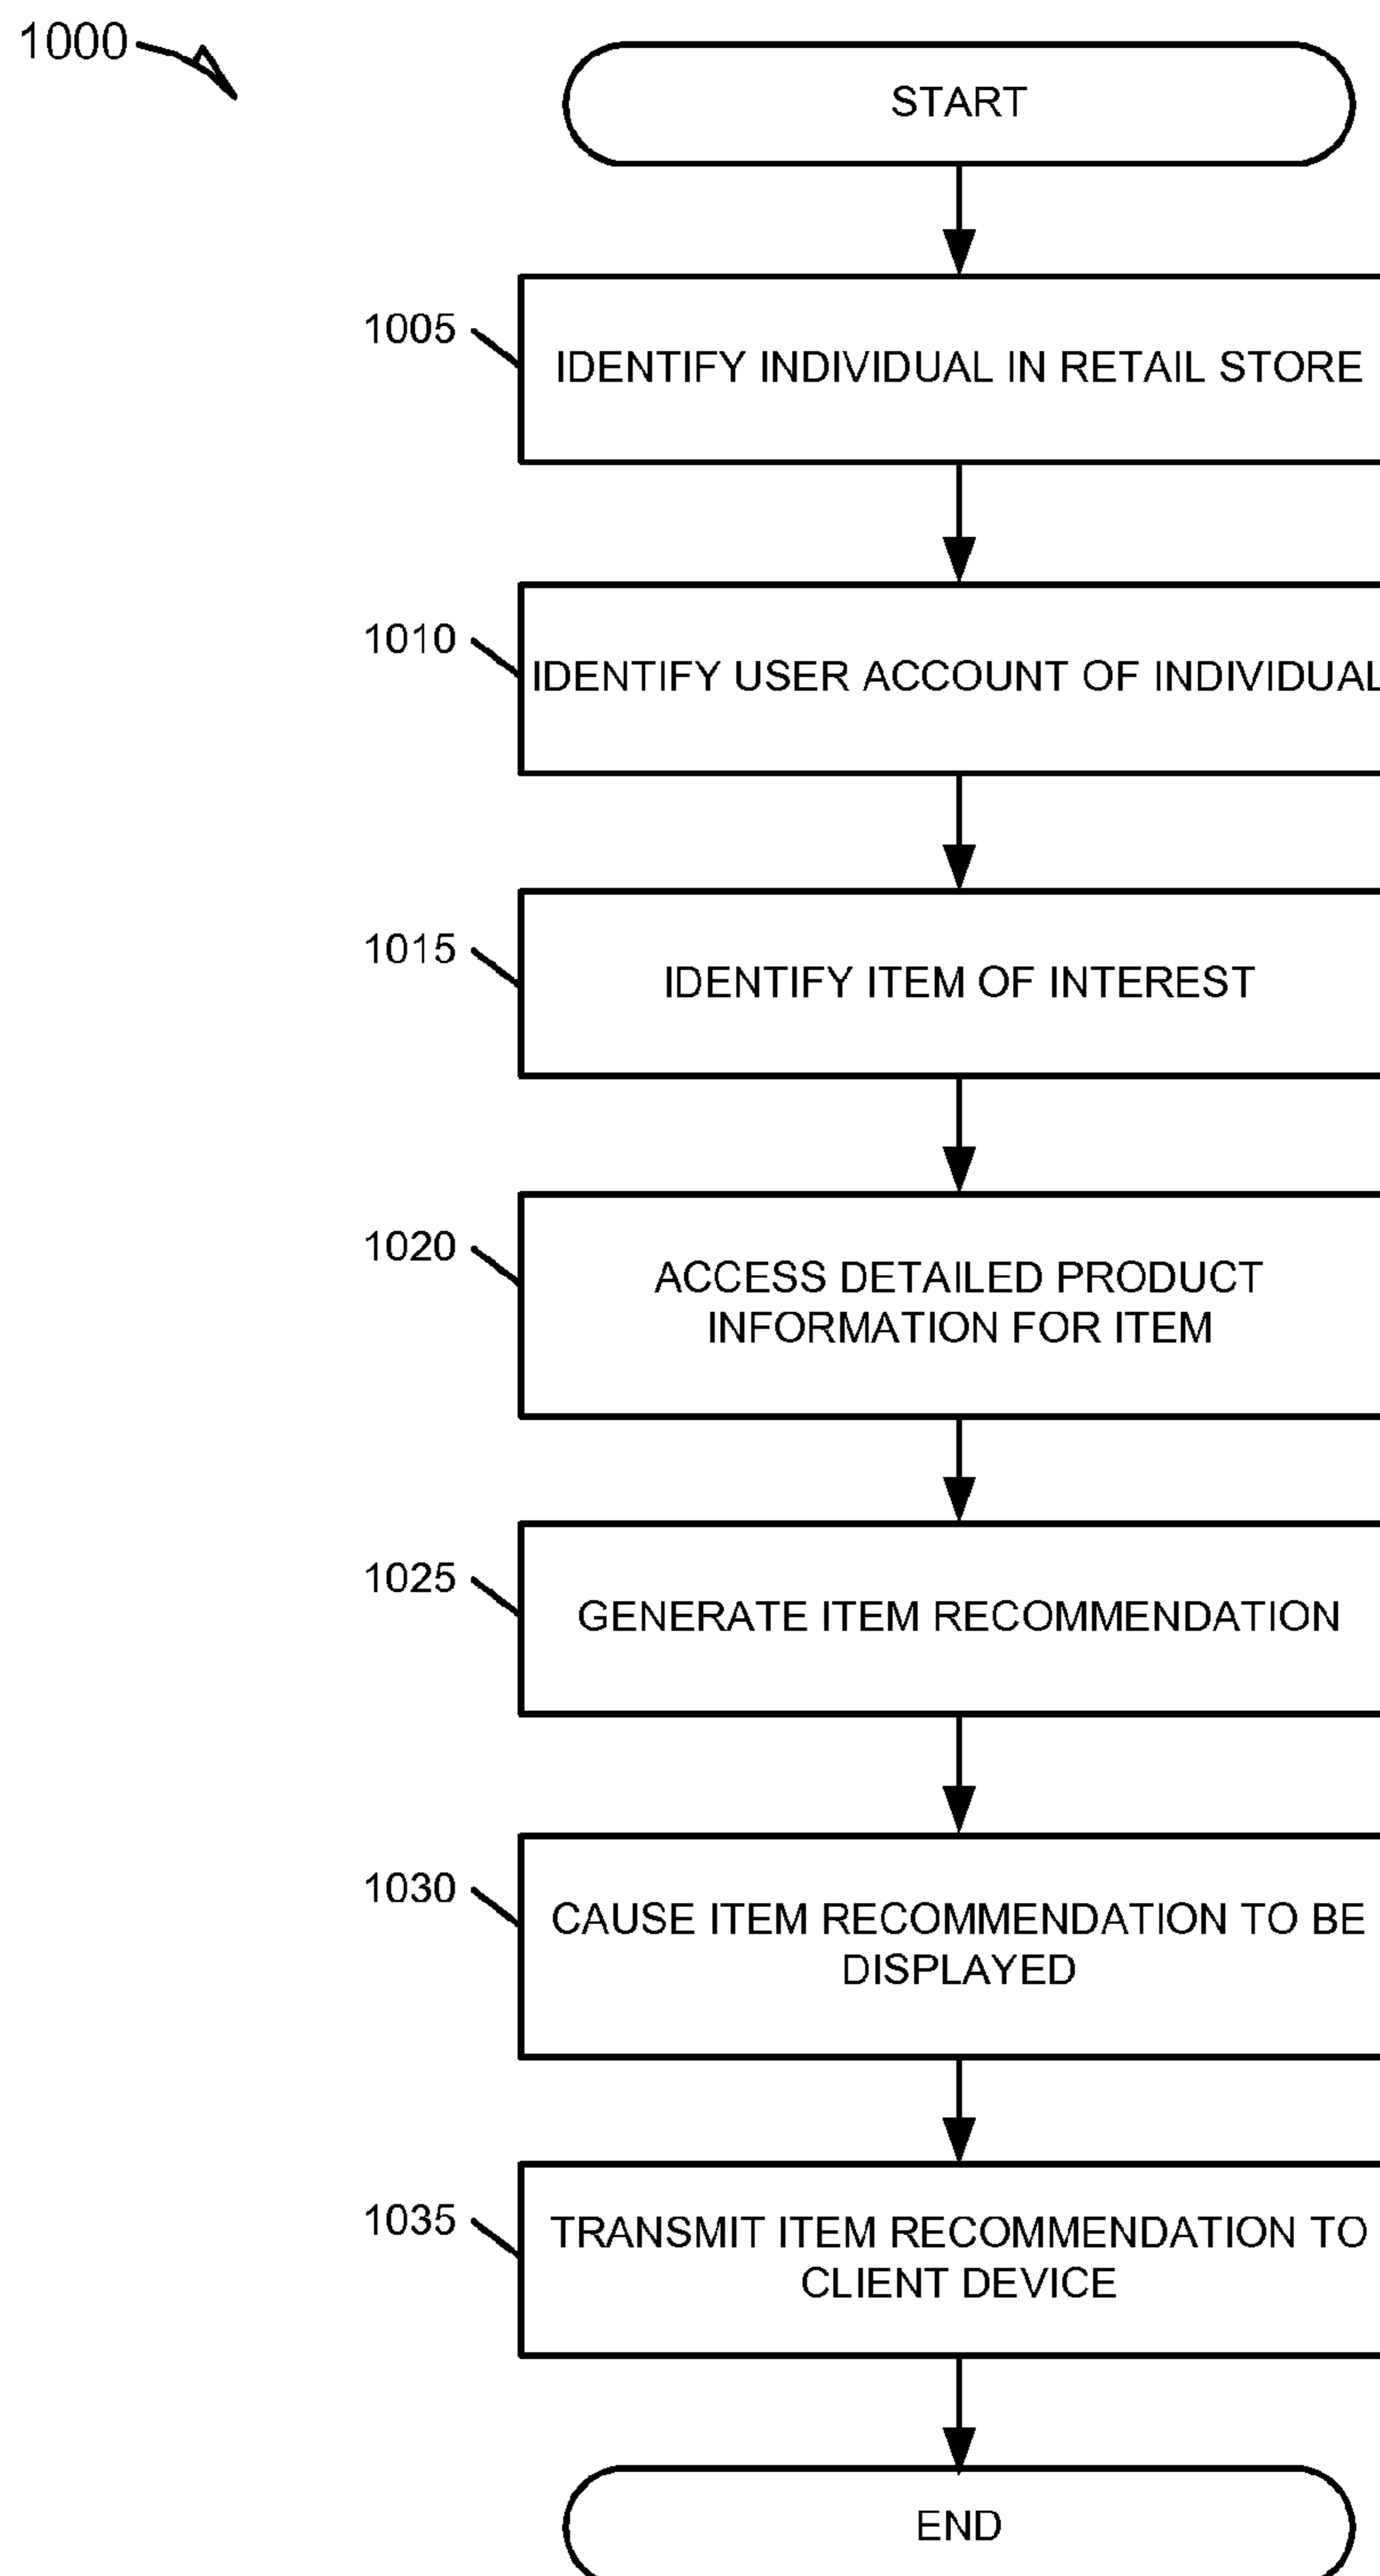 1000
START
1005
IDENTIFY INDIVIDUAL IN RETAIL STORE
1010
IDENTIFY USER ACCOUNT OF INDIVIDUAL
1015
IDENTIFY ITEM OF INTEREST
1020
ACCESS DETAILED PRODUCT
INFORMATION FOR ITEM
1025
GENERATE ITEM RECOMMENDATION
1030
CAUSE ITEM RECOMMENDATION TO BE
DISPLAYED
1035
TRANSMIT ITEM RECOMMENDATION TO
CLIENT DEVICE
END